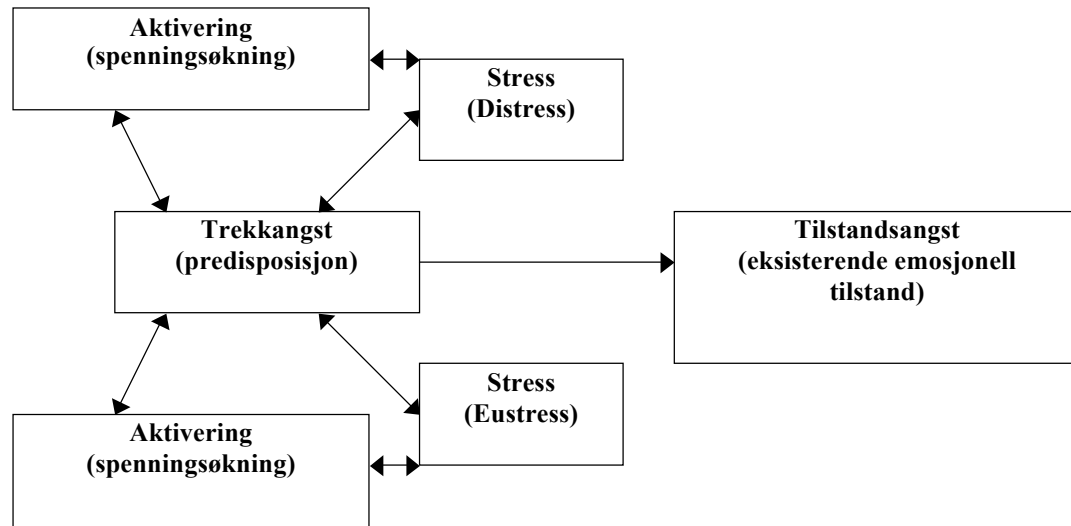 Aktivering
(spenningsøkning)
Stress
(Distress)
Trekkangst
(predisposisjon)
Tilstandsangst
(eksisterende emosjonell
tilstand)
Stress
(Eustress)
Aktivering
(spenningsøkning)